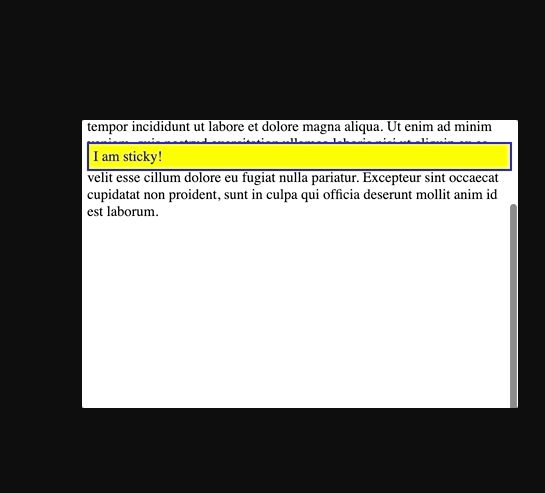 tempor incididunt ut labore et dolore magna aliqua. Ut enim ad minim
I am sticky!
velit esse cillum dolore eu fugiat nulla pariatur. Excepteur sint occaecat
cupidatat non proident, sunt in culpa qui officia deserunt mollit anim id
est laborum.